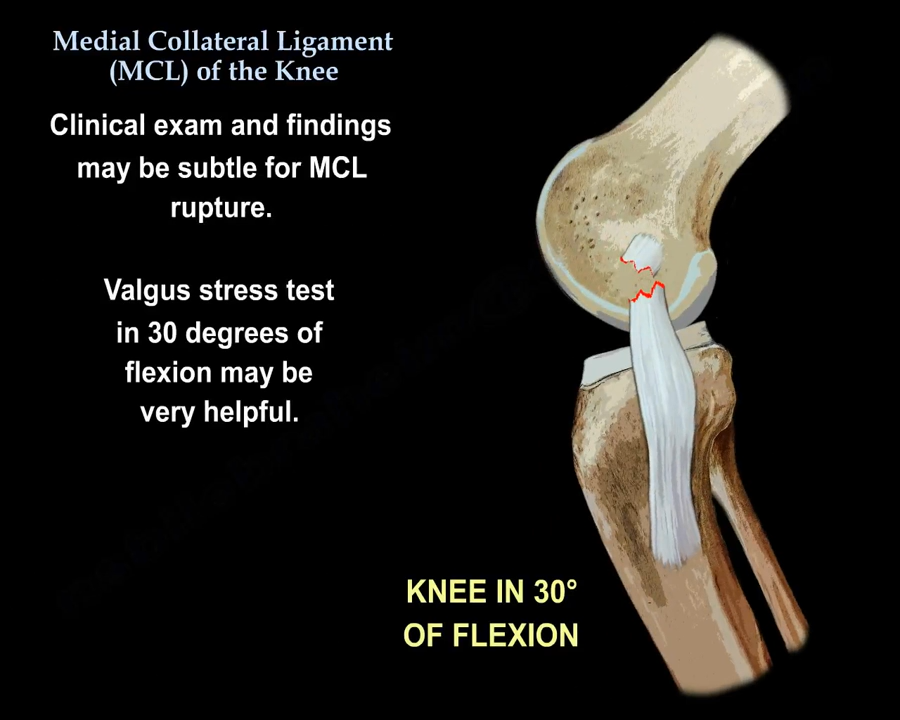 Medial Collateral Ligament
(MCL) of the Knee
Clinical exam and findings
may be subtle for MCL
rupture.
Valgus stress test
in 30 degrees of
flexion may be
very helpful.
KNEE IN 30°
OF FLEXION